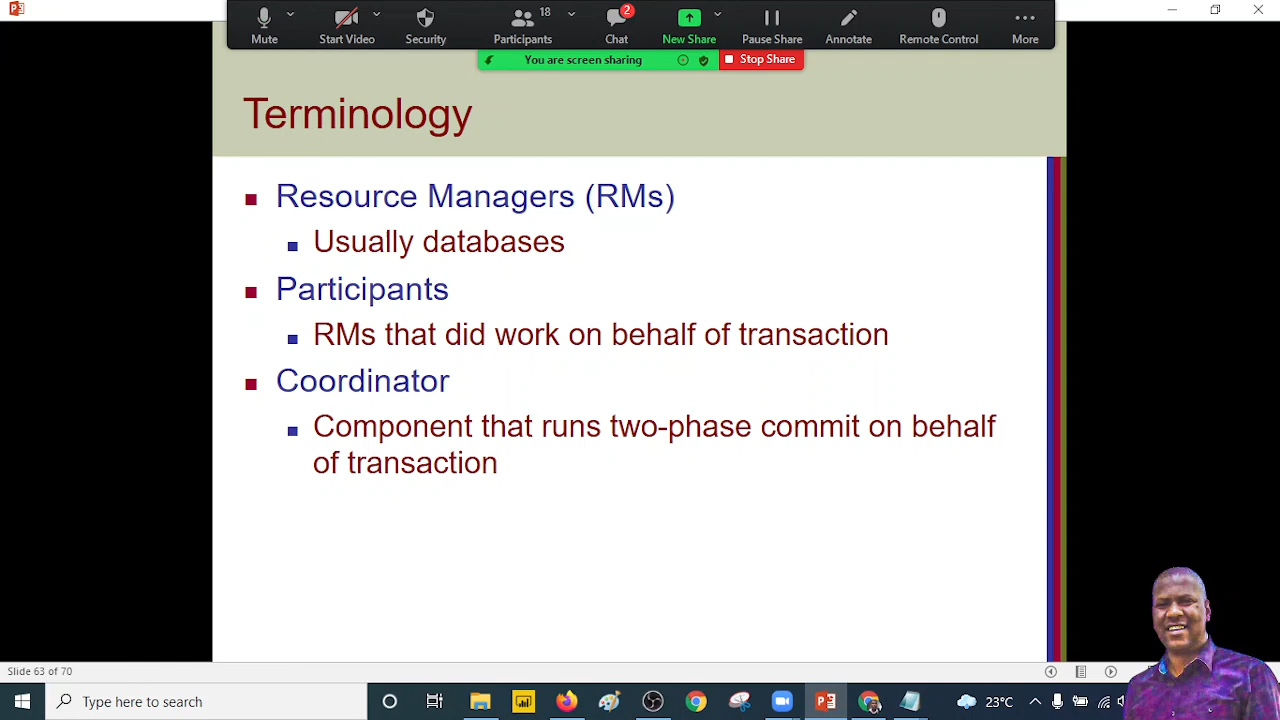 18
2
Mute
Start Video
Security
Participants
Chat
New Share
Pause Share
Annotate
Remote Control
More
You are screen sharing
Stop Share
Terminology
Resource Managers (RMs)
Usually databases
Participants
RMs that did work on behalf of transaction
Coordinator
Component that runs two-phase commit on behalf
of transaction
Slide 63 of 70
Type here to search
23°C